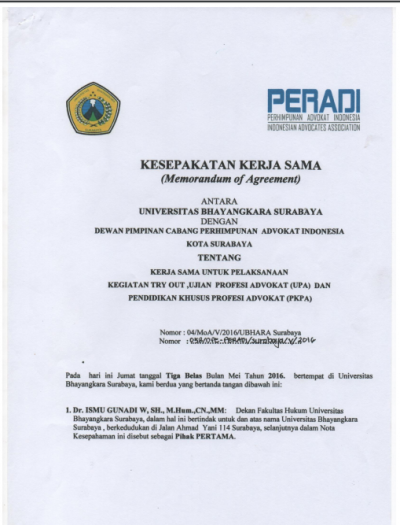 PERADI
PERHIMPUNAN ADVOKAT INDONESIA
INDONESIAN ADVOCATES ASSOCIATION
KESEPAKATAN KERJA SAMA
(Memorandum of Agreement)
ANTARA
UNIVERSITAS BHAYANGKARA SURABAYA
DENGAN
DEWAN PIMPINAN CABANG PERHIMPUNAN ADVOKAT INDONESIA
KOTA SURABAYA
TENTANG
KERJA SAMA UNTUK PELAKSANAAN
KEGIATAN TRY OUT ,UJIAN PROFESI ADVOKAT (UPA) DAN
PENDIDIKAN KHUSUS PROFESI ADVOKAT (PKPA)
Nomor : 04/MoA/V/2016/UBHARA Surabaya
Nomor :
Pada hari ini Jumat tanggal Tiga Belas Bulan Mei Tahun 2016. bertempat di Universitas
Bhayangkara Surabaya, kami berdua yang bertanda tangan dibawah ini:
1. Dr. ISMU GUNADI W, SH., M.Hum.,CN.,MM: Dekan Fakultas Hukum Universitas
Bhayangkara Surabaya, dalam hal ini bertindak untuk dan atas nama Universitas Bhayangkara
Surabaya , berkedudukan di Jalan Ahmad Yani 114 Surabaya, selanjutnya dalam Nota
Kesepahaman ini disebut sebagai Pihak PERTAMA.